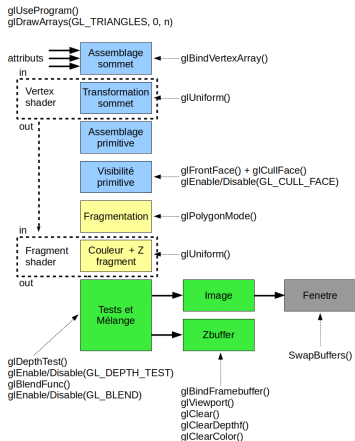 glUseProgram()
glDrawArrays(GL_TRIANGLES, 0, n)
attributs
Assemblage
sommet
glBindVertexArray()
in
Vertex
shader
Transformation
sommet
glUniform()
out
Assemblage
primitive
Visibilité
primitive
glFrontFace() + glCullFace()
glEnable/Disable(GL_CULL_FACE)
Fragmentation
glPolygonMode()
in
Fragment
shader
Couleur + Z
fragment
glUniform()
out
Tests et
Mélange
Image
Fenetre
Zbuffer
glDepthTest()
glEnable/Disable(GL_DEPTH_TEST)
glBlendFunc()
glEnable/Disable(GL_BLEND)
SwapBuffers()
glBindFramebuffer()
glViewport()
glClear()
glClearDepthf()
glClearColor()